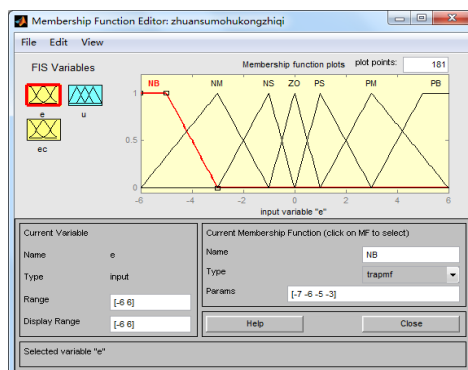 Membership Function Editor: zhuansumohukongzhiqi
File Edit View
FIS Variables
Membership function plots plot points: 181
e u
ec
NB NM NS ZO PS PM PB
1
0.5
0
-6 -4 -2 0 2 4 6
input variable "e"
Current Variable
Name e
Type input
Range [-6 6]
Display Range [-6 6]
Current Membership Function (click on MF to select)
Name NB
Type trapmf
Params [-7 -6 -5 -3]
Help Close
Selected variable "e"